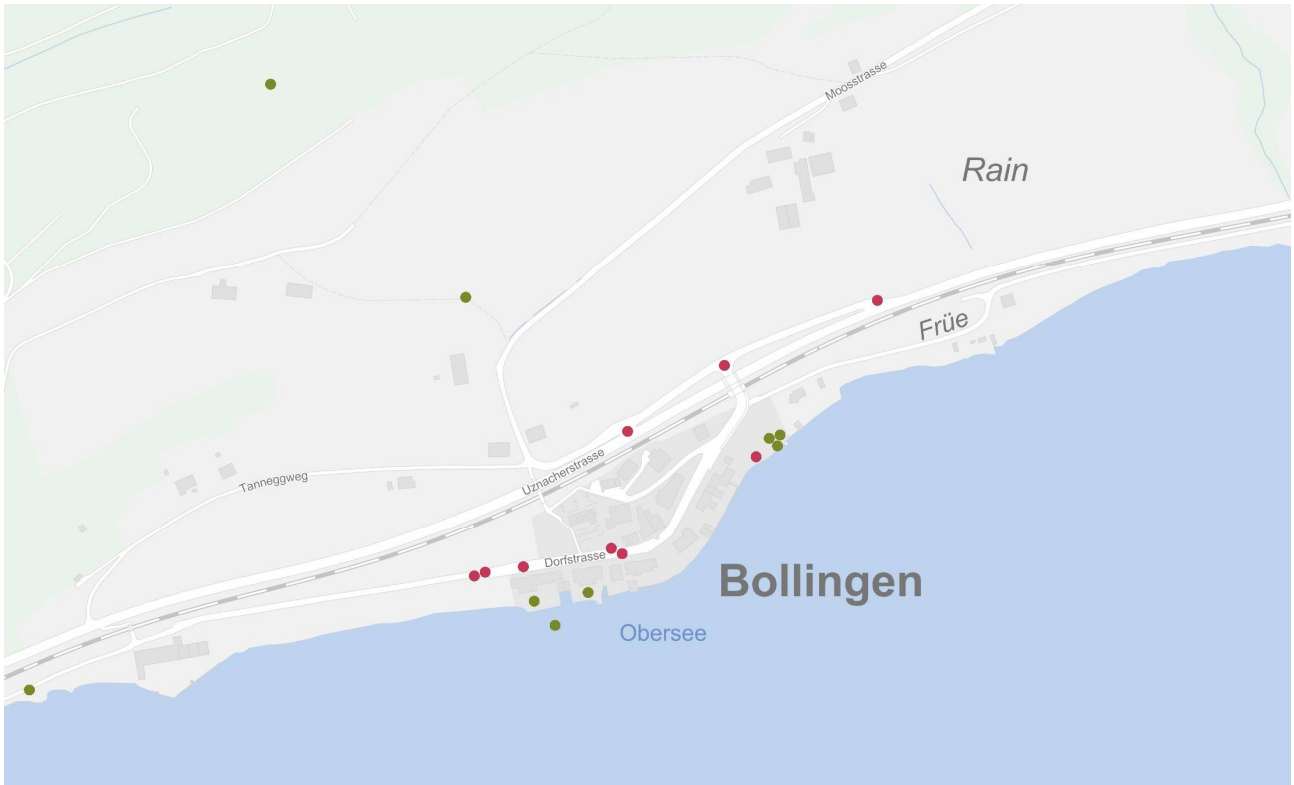 Moosstrasse
Rain
Früe
Uznacherstrasse
Tanneggweg
Dorfstrasse
Bollingen
Obersee